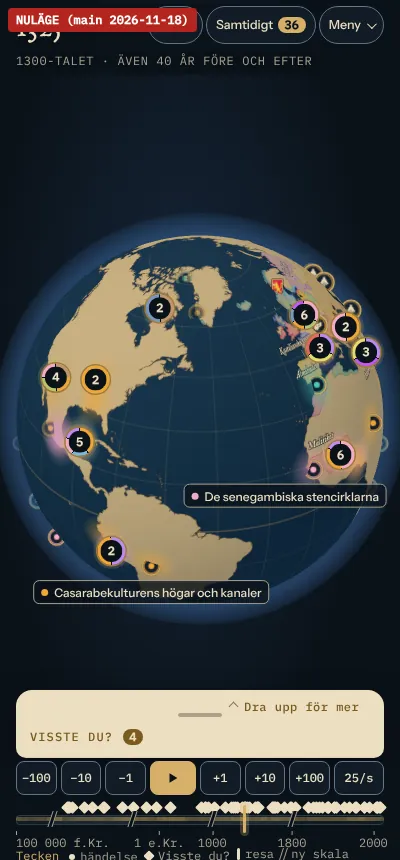 NULÄGE (main 2026-11-18)
Samtidigt 36
Meny
1300-TALET · ÄVEN 40 ÅR FÖRE OCH EFTER
2
6
2
3
3
4
2
5
6
De senegambiska stencirklarna
2
Casarabekulturens högar och kanaler
Dra upp för mer
VISSTE DU? 4
−100 −10 −1 +1 +10 +100 25/s
100 000 f.Kr. 1 e.Kr. 1000 1800 2000
Tecken händelse Visste du? resa // ny skala